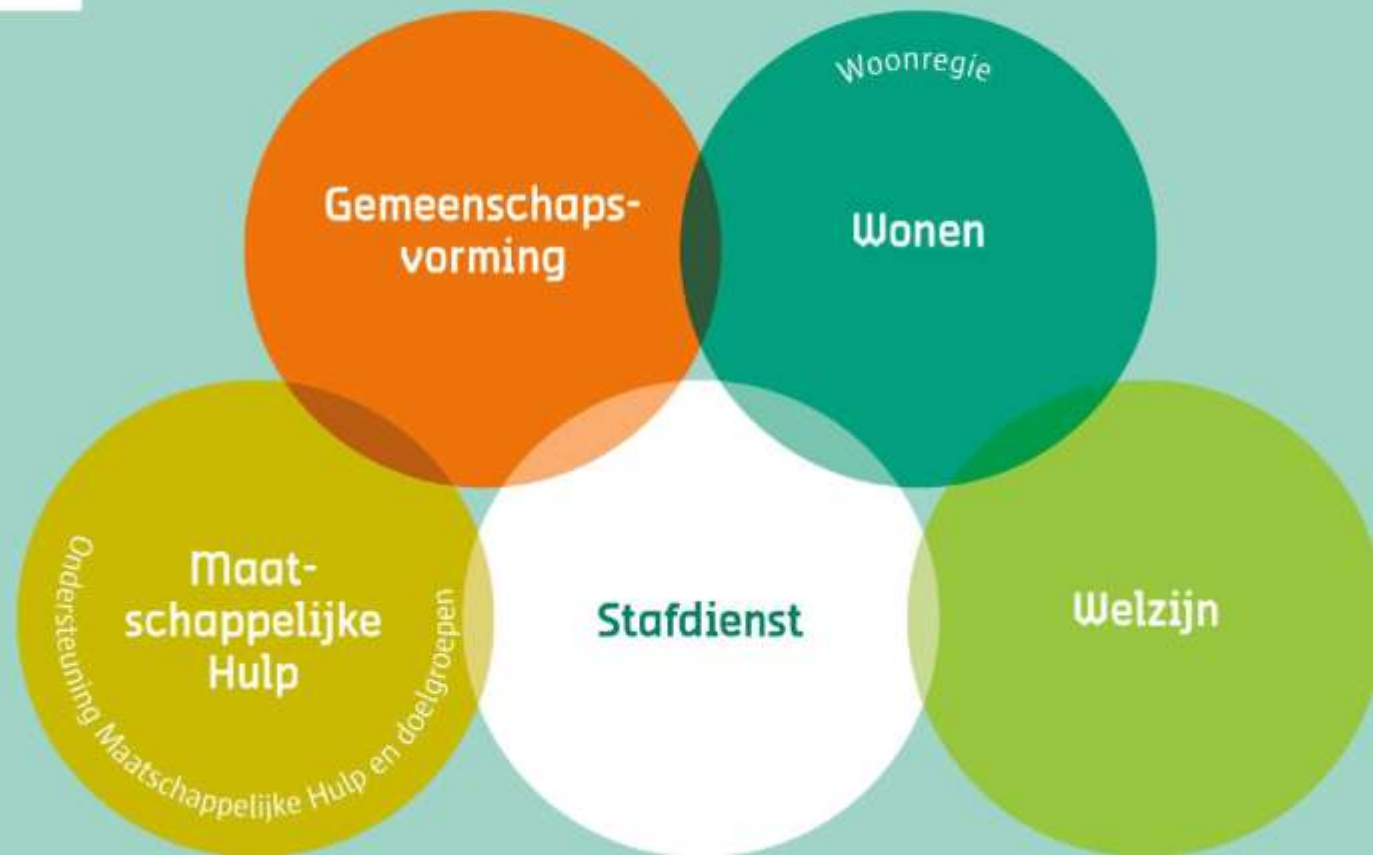 Woonregie
Gemeenschaps-
vorming
Wonen
Maat-
schappelijke
Hulp
Ondersteuning Maatschappelijke Hulp en doelgroepen
Stafdienst
Welzijn